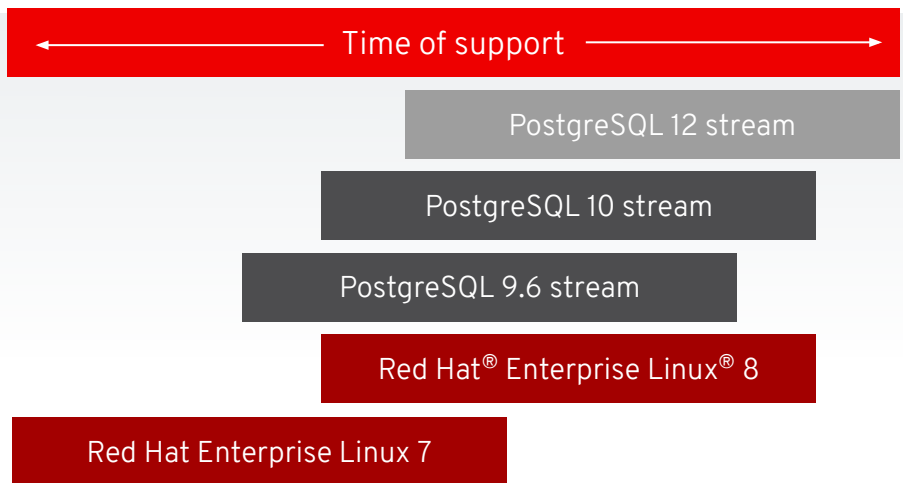 Time of support
PostgreSQL 12 stream
PostgreSQL 10 stream
PostgreSQL 9.6 stream
Red Hat® Enterprise Linux® 8
Red Hat Enterprise Linux 7